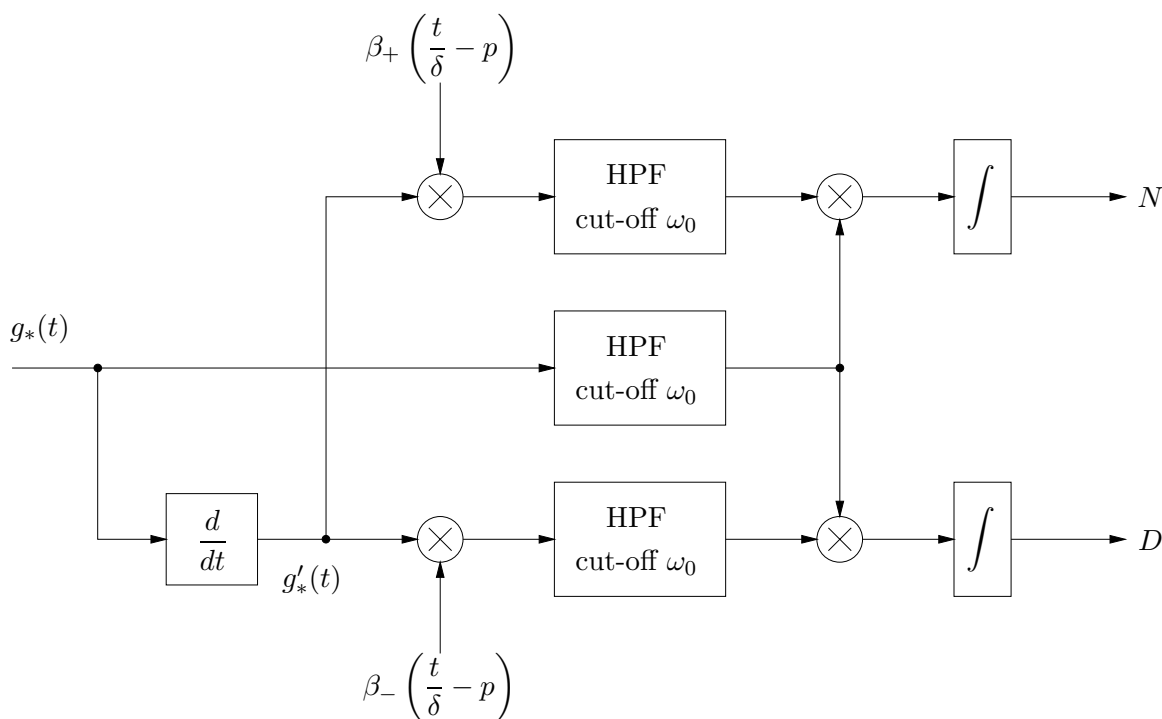 β₊ (t/δ − p)
HPF
cut-off ω₀
∫
N
g∗(t)
HPF
cut-off ω₀
d/dt
g′∗(t)
HPF
cut-off ω₀
∫
D
β₋ (t/δ − p)